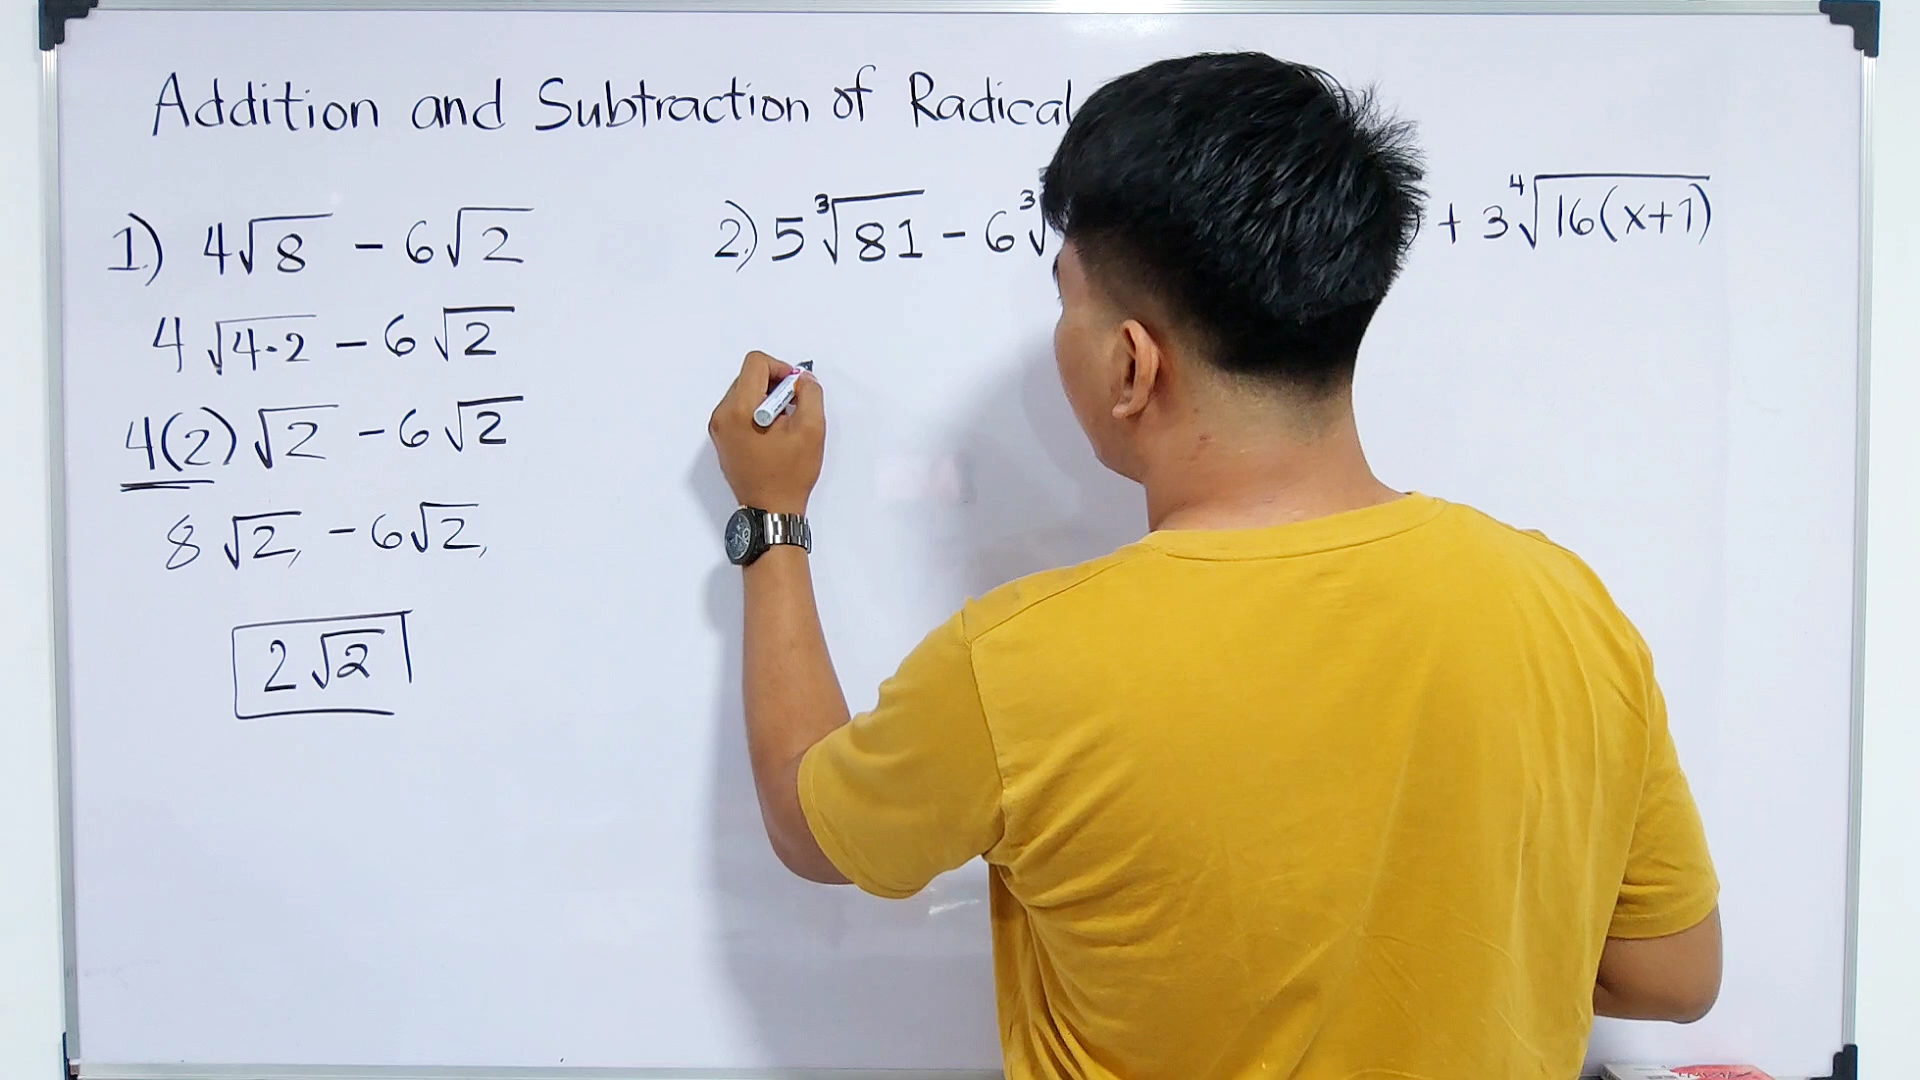 Addition and Subtraction of Radical
1.) 4√8 - 6√2
4√4·2 - 6√2
4(2)√2 - 6√2
8√2, - 6√2,
2√2
2.) 5∛81 - 6∛
+ 3∜16(x+1)